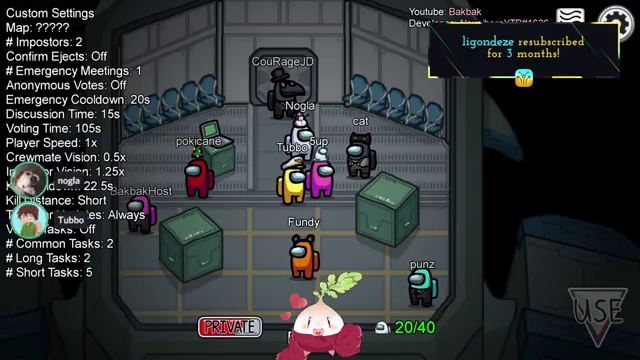 Custom Settings
Map: ?????
# Impostors: 2
Confirm Ejects: Off
# Emergency Meetings: 1
Anonymous Votes: Off
Emergency Cooldown: 20s
Discussion Time: 15s
Voting Time: 105s
Player Speed: 1x
Crewmate Vision: 0.5x
Vision: 1.25x
22.5s
Distance: Short
Always
Tasks: Off
# Common Tasks: 2
# Long Tasks: 2
# Short Tasks: 5
nogla
Tubbo
Youtube: Bakbak
ligondeze resubscribed
for 3 months!
CouRageJD
Nogla
cat
pokicane
Tubbo
5up
BakbakHost
Fundy
punz
PRIVATE
20/40
USE